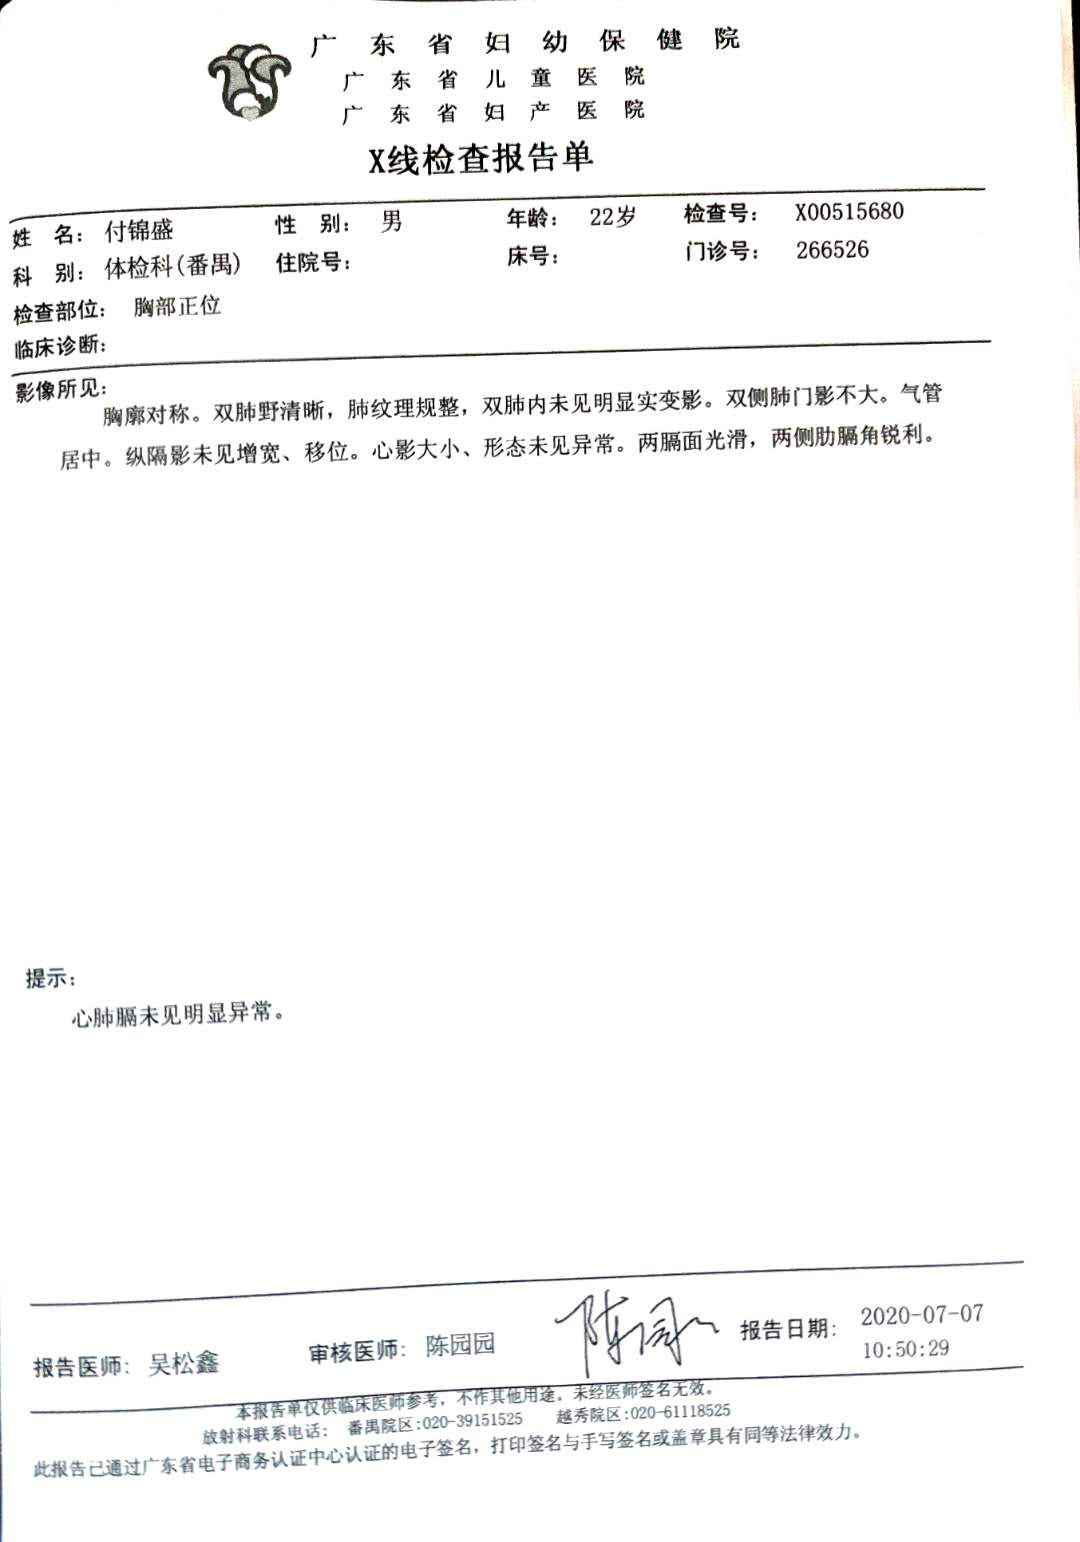 广东省妇幼保健院
广东省儿童医院
广东省妇产医院
X线检查报告单
姓 名： 付锦盛 性 别： 男 年龄： 22岁 检查号： X00515680
科 别： 体检科(番禺) 住院号： 床号： 门诊号： 266526
检查部位： 胸部正位
临床诊断：
影像所见：
胸廓对称。双肺野清晰，肺纹理规整，双肺内未见明显实变影。双侧肺门影不大。气管
居中。纵隔影未见增宽、移位。心影大小、形态未见异常。两膈面光滑，两侧肋膈角锐利。
提示：
心肺膈未见明显异常。
报告医师： 吴松鑫 审核医师： 陈园园 报告日期： 2020-07-07
10:50:29
本报告单仅供临床医师参考，不作其他用途。未经医师签名无效。
放射科联系电话： 番禺院区:020-39151525 越秀院区:020-61118525
此报告已通过广东省电子商务认证中心认证的电子签名，打印签名与手写签名或盖章具有同等法律效力。